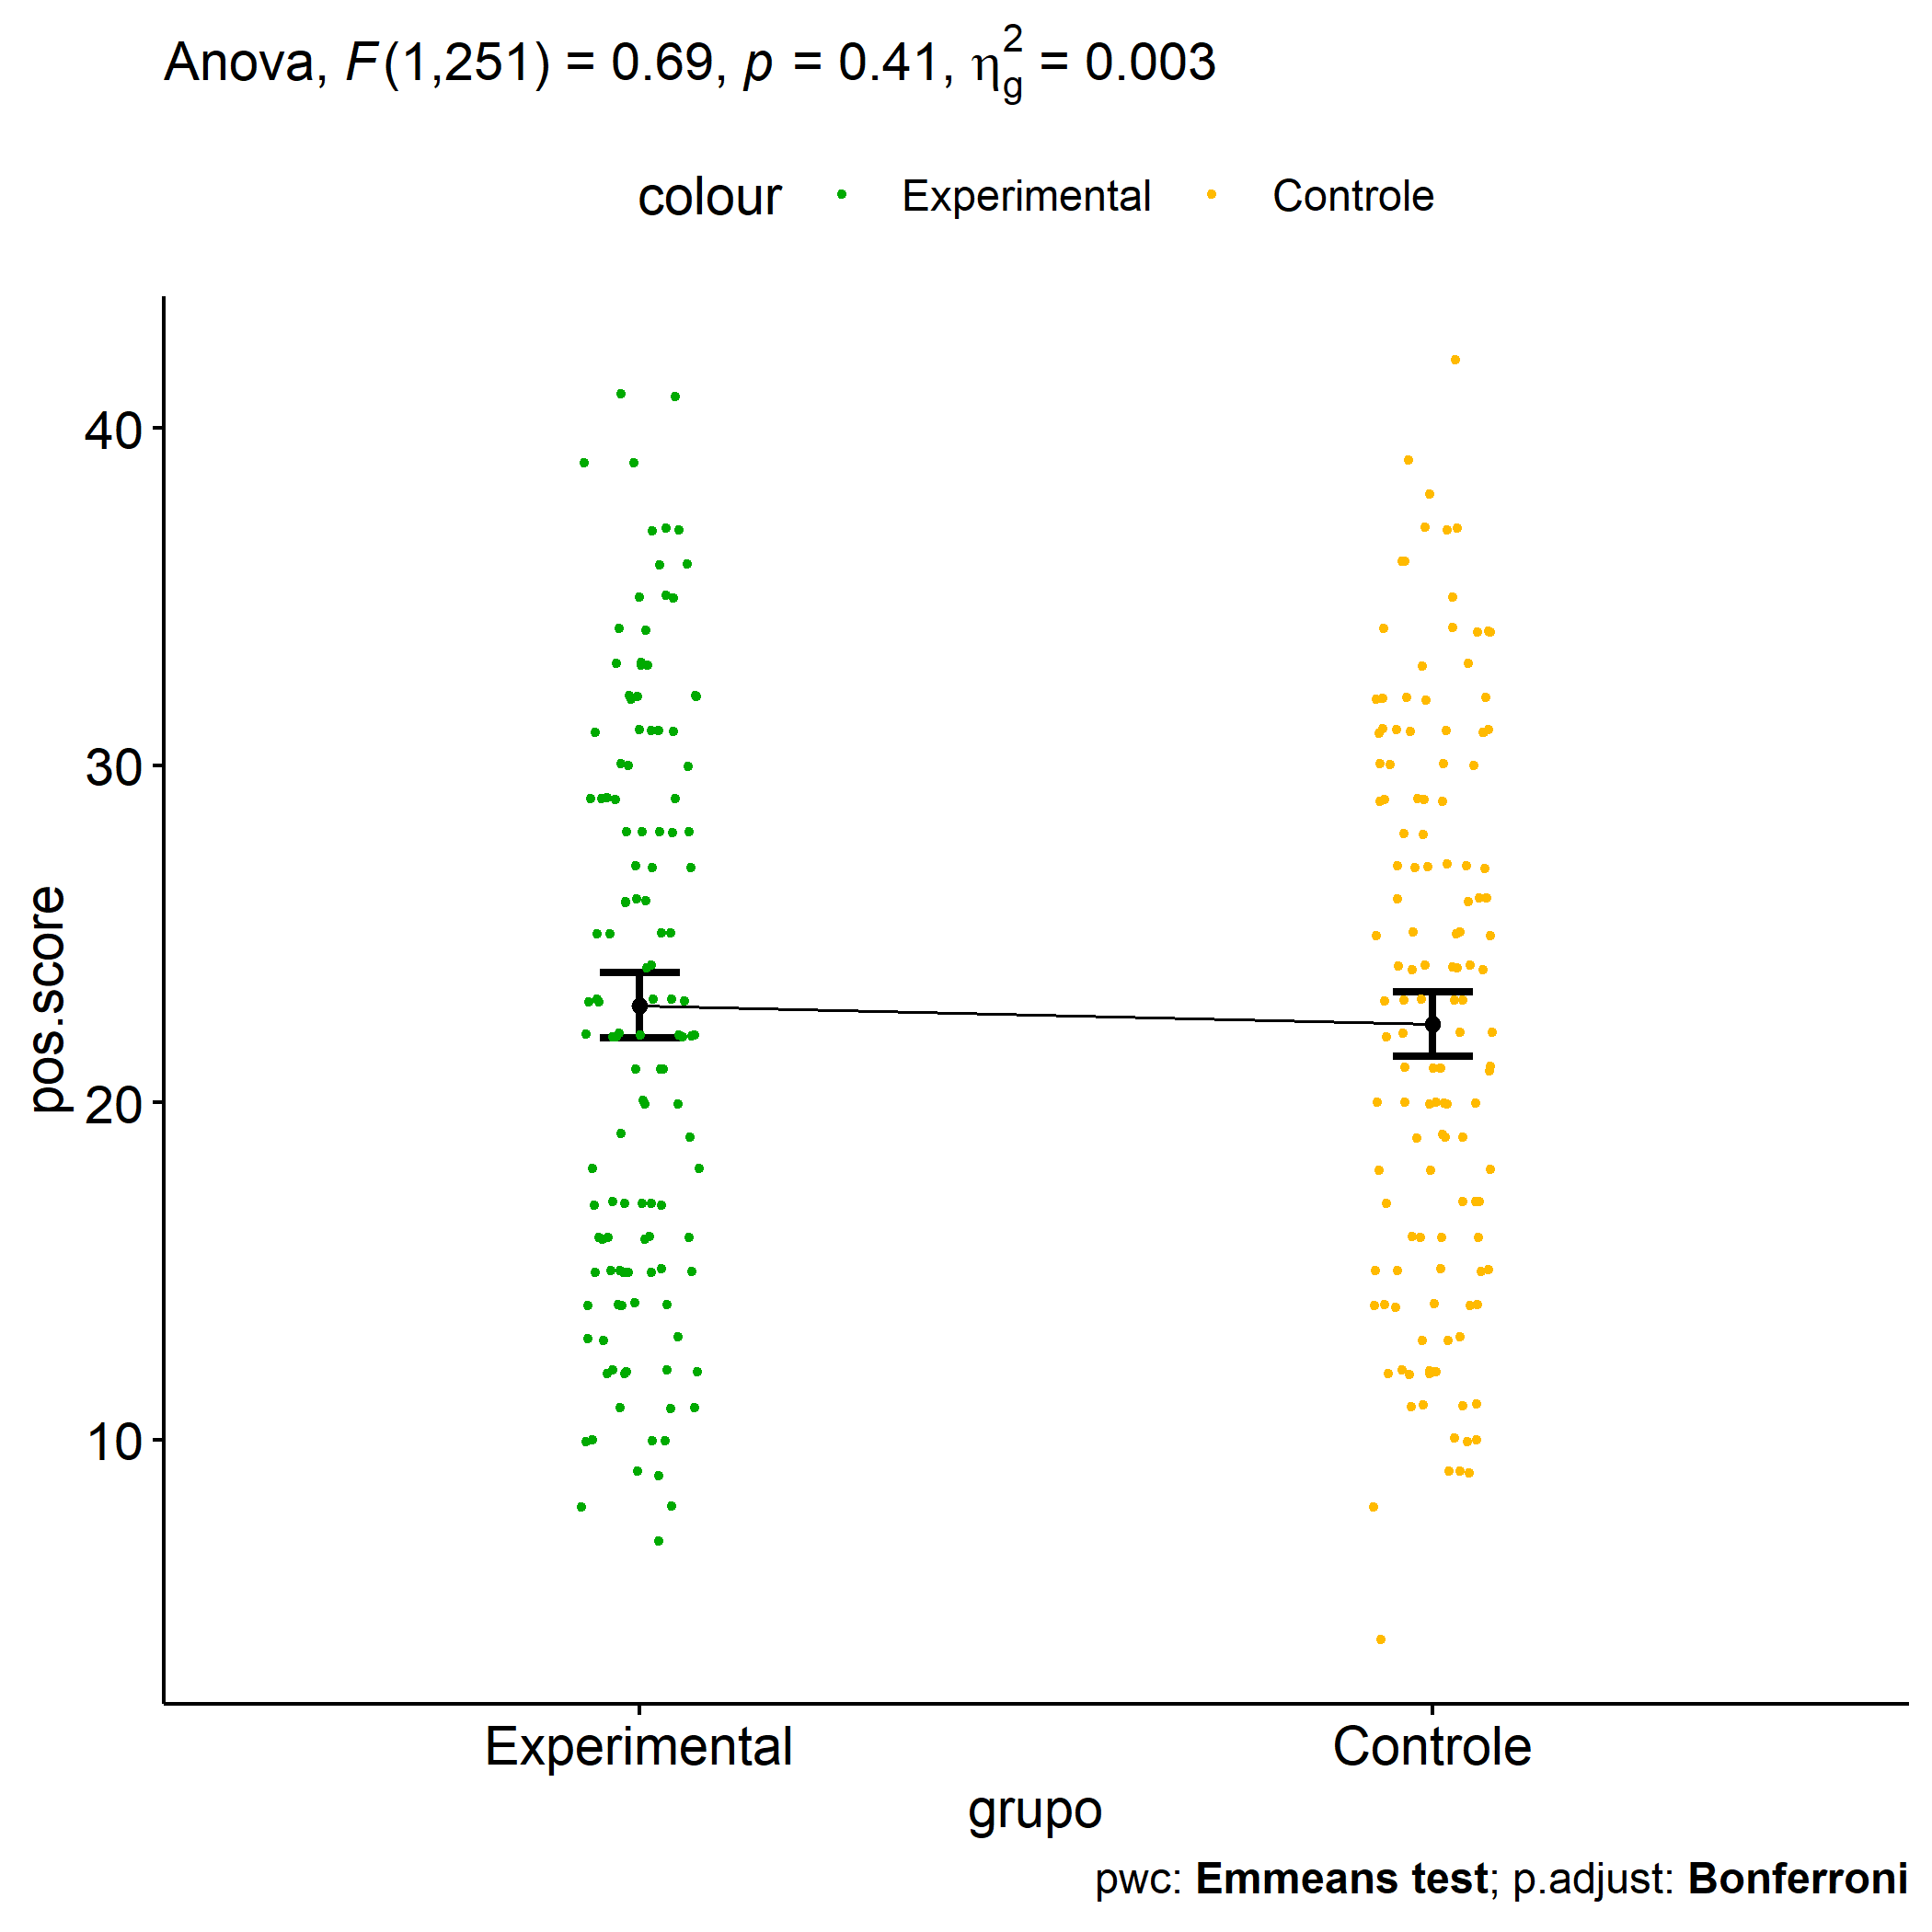 Anova, F(1,251) = 0.69, p = 0.41, η²g = 0.003
colour Experimental Controle
40
30
20
10
pos.score
Experimental Controle
grupo
pwc: Emmeans test; p.adjust: Bonferroni